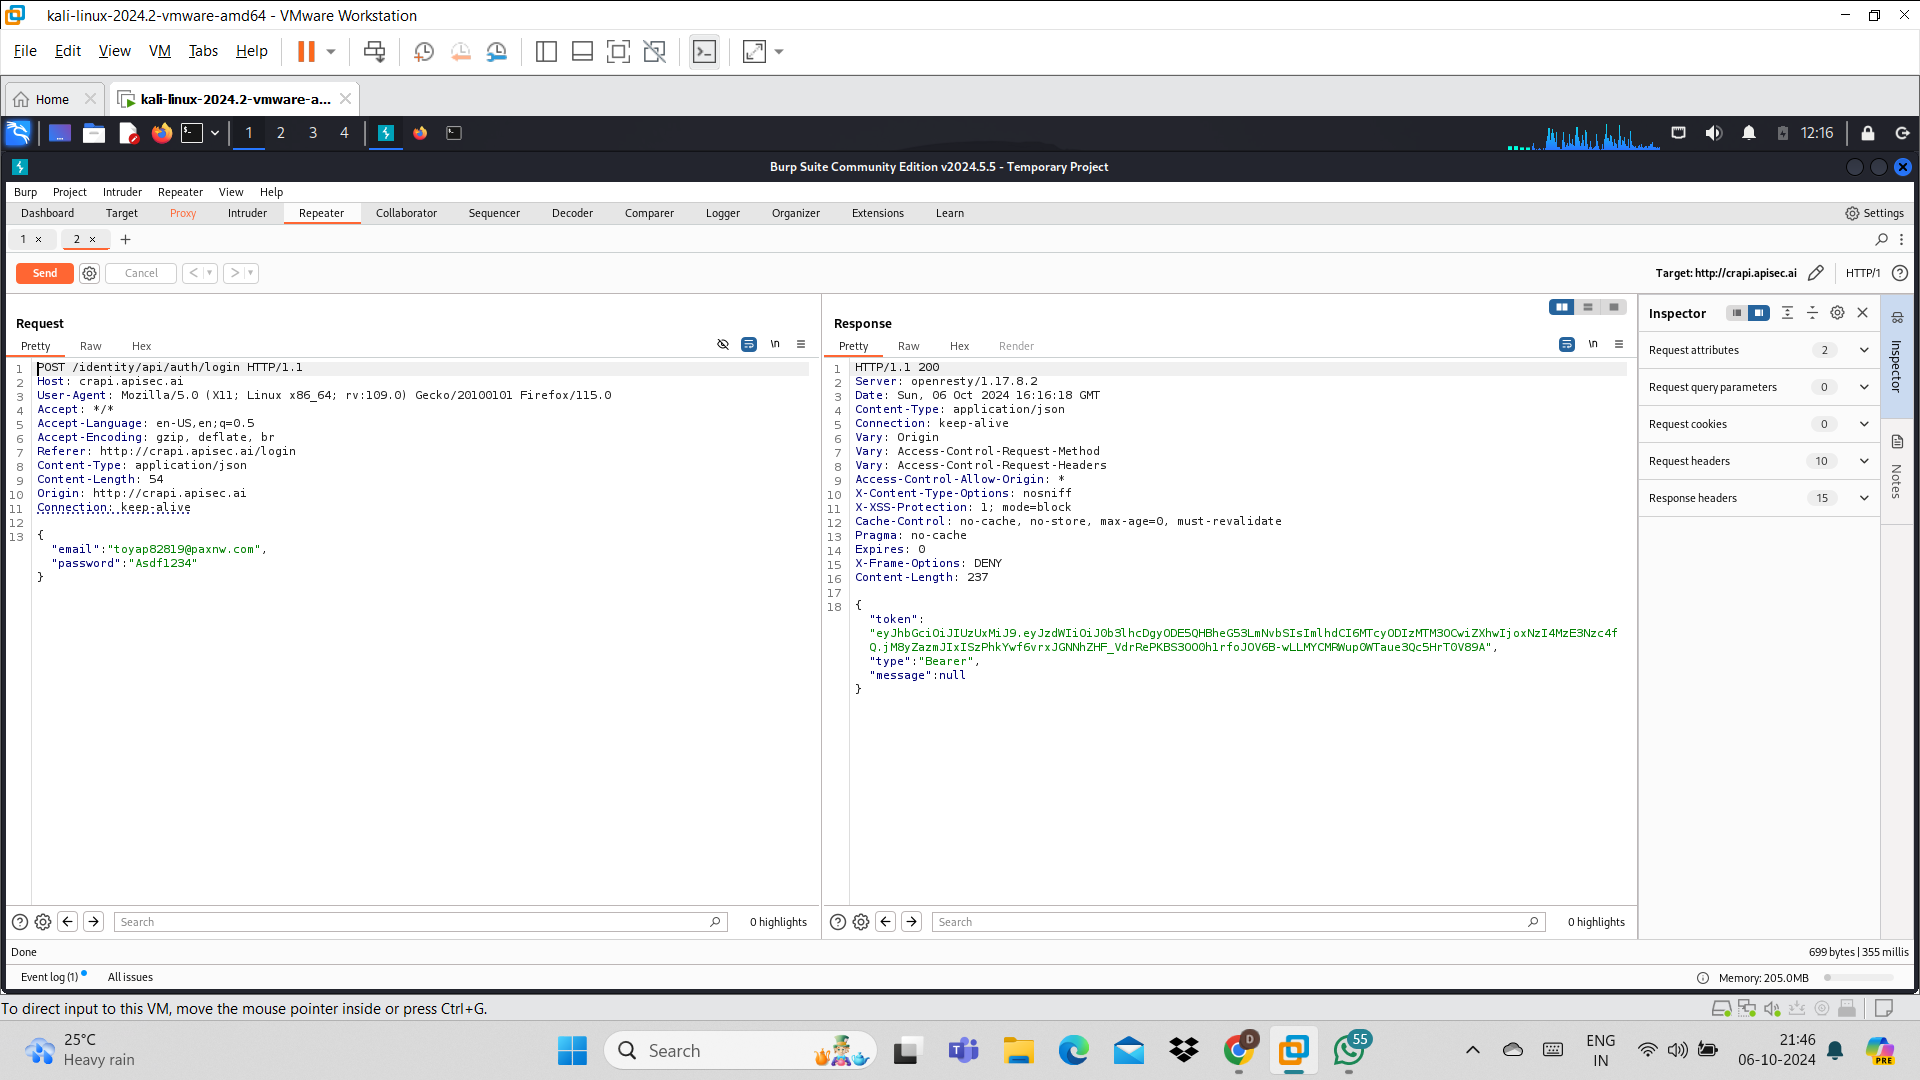 kali-linux-2024.2-vmware-amd64 - VMware Workstation
File Edit View VM Tabs Help
Home
kali-linux-2024.2-vmware-a...
1 2 3 4
12:16
Burp Suite Community Edition v2024.5.5 - Temporary Project
Burp Project Intruder Repeater View Help
Dashboard Target Proxy Intruder Repeater Collaborator Sequencer Decoder Comparer Logger Organizer Extensions Learn Settings
1 × 2 × +
Send Cancel < > Target: http://crapi.apisec.ai HTTP/1
Request
Pretty Raw Hex \n
1 POST /identity/api/auth/login HTTP/1.1
2 Host: crapi.apisec.ai
3 User-Agent: Mozilla/5.0 (X11; Linux x86_64; rv:109.0) Gecko/20100101 Firefox/115.0
4 Accept: */*
5 Accept-Language: en-US,en;q=0.5
6 Accept-Encoding: gzip, deflate, br
7 Referer: http://crapi.apisec.ai/login
8 Content-Type: application/json
9 Content-Length: 54
10 Origin: http://crapi.apisec.ai
11 Connection: keep-alive
12
13 {
"email":"toyap82819@paxnw.com",
"password":"Asdf1234"
}
Search 0 highlights
Response
Pretty Raw Hex Render \n
1 HTTP/1.1 200
2 Server: openresty/1.17.8.2
3 Date: Sun, 06 Oct 2024 16:16:18 GMT
4 Content-Type: application/json
5 Connection: keep-alive
6 Vary: Origin
7 Vary: Access-Control-Request-Method
8 Vary: Access-Control-Request-Headers
9 Access-Control-Allow-Origin: *
10 X-Content-Type-Options: nosniff
11 X-XSS-Protection: 1; mode=block
12 Cache-Control: no-cache, no-store, max-age=0, must-revalidate
13 Pragma: no-cache
14 Expires: 0
15 X-Frame-Options: DENY
16 Content-Length: 237
17
18 {
"token":
"eyJhbGciOiJIUzUxMiJ9.eyJzdWIiOiJ0b3lhcDgyODE5QHBheG53LmNvbSIsImlhdCI6MTcyODIzMTM3OCwiZXhwIjoxNzI4MzE3Nzc4f
Q.jM8yZazmJIxISzPhkYwf6vrxJGNNhZHF_VdrRePKBS3OO0h1rfoJOV6B-wLLMYCMRWup0WTaue3Qc5HrT0V89A",
"type":"Bearer",
"message":null
}
Search 0 highlights
Inspector
Request attributes 2
Request query parameters 0
Request cookies 0
Request headers 10
Response headers 15
Inspector
Notes
Done 699 bytes | 355 millis
Event log (1) All issues Memory: 205.0MB
To direct input to this VM, move the mouse pointer inside or press Ctrl+G.
25°C
Heavy rain
Search
D
55
ENG
IN
21:46
06-10-2024
PRE